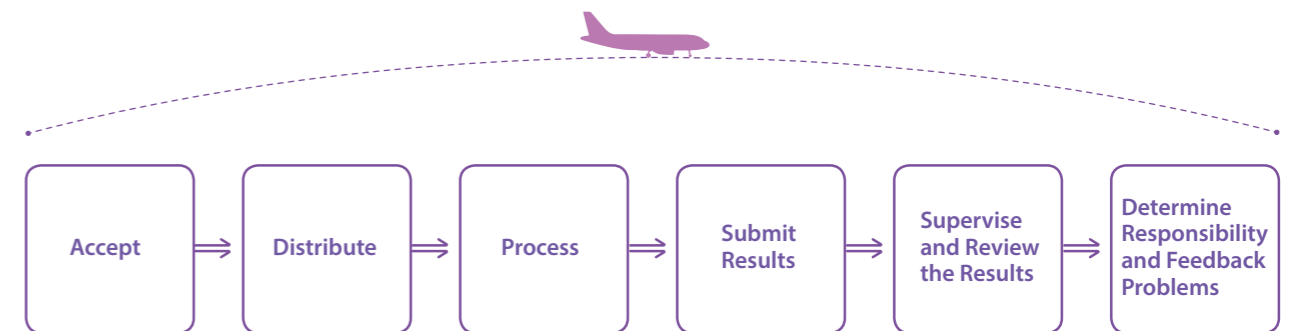 Accept
Distribute
Process
Submit
Results
Supervise
and Review
the Results
Determine
Responsibility
and Feedback
Problems